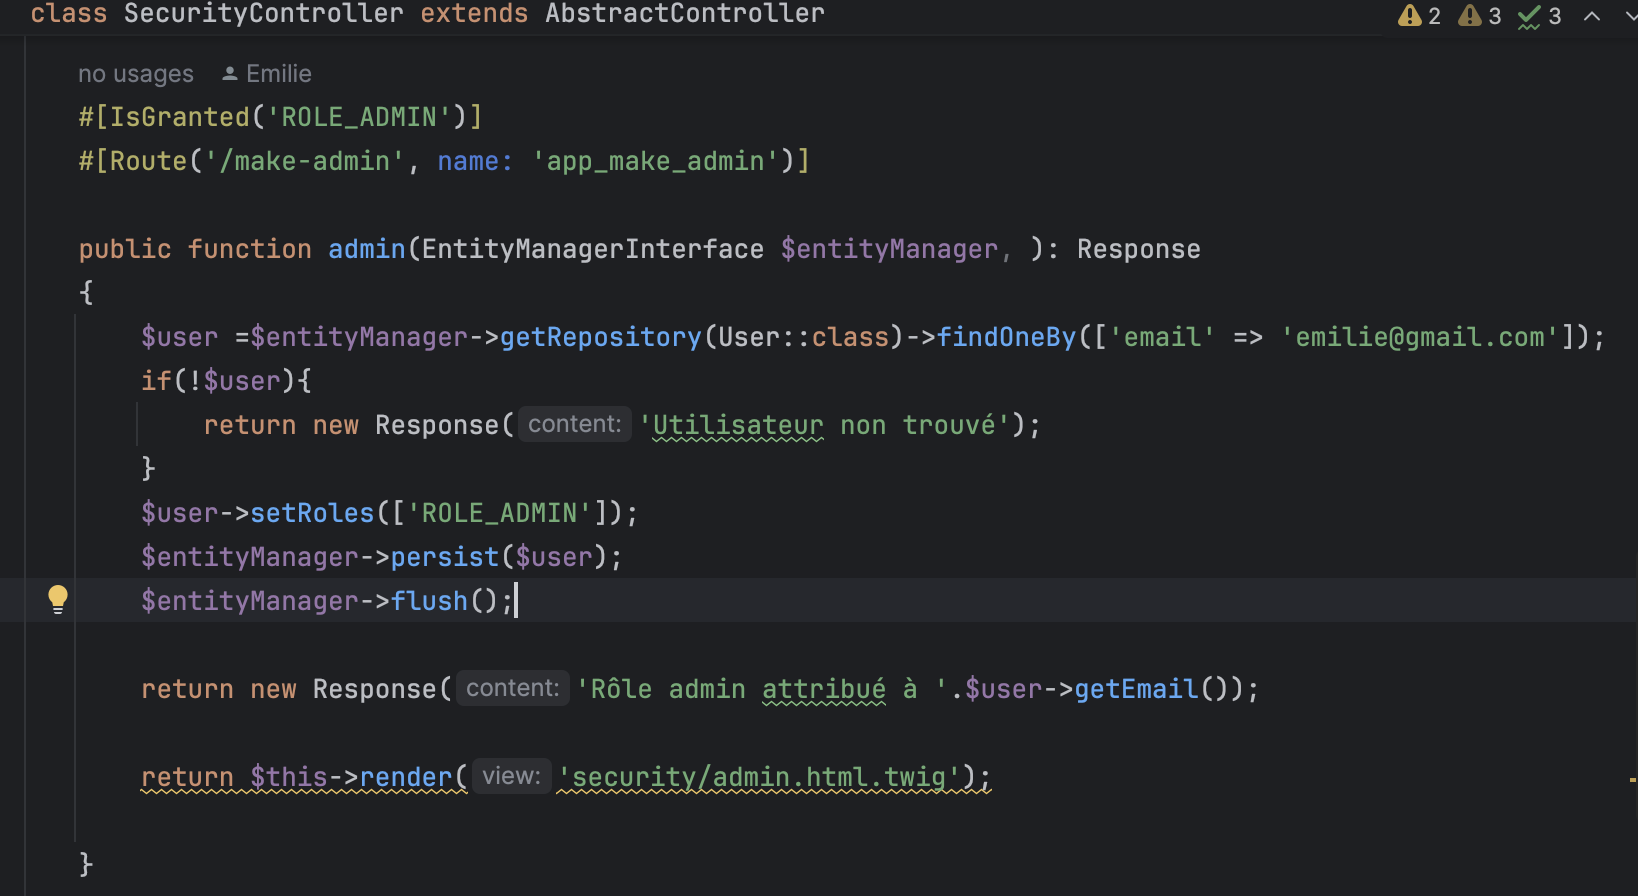 class SecurityController extends AbstractController
2 3 3
no usages Emilie
#[IsGranted('ROLE_ADMIN')]
#[Route('/make-admin', name: 'app_make_admin')]
public function admin(EntityManagerInterface $entityManager, ): Response
{
$user =$entityManager->getRepository(User::class)->findOneBy(['email' => 'emilie@gmail.com']);
if(!$user){
return new Response( content: 'Utilisateur non trouvé');
}
$user->setRoles(['ROLE_ADMIN']);
$entityManager->persist($user);
$entityManager->flush();
return new Response( content: 'Rôle admin attribué à '.$user->getEmail());
return $this->render( view: 'security/admin.html.twig');
}